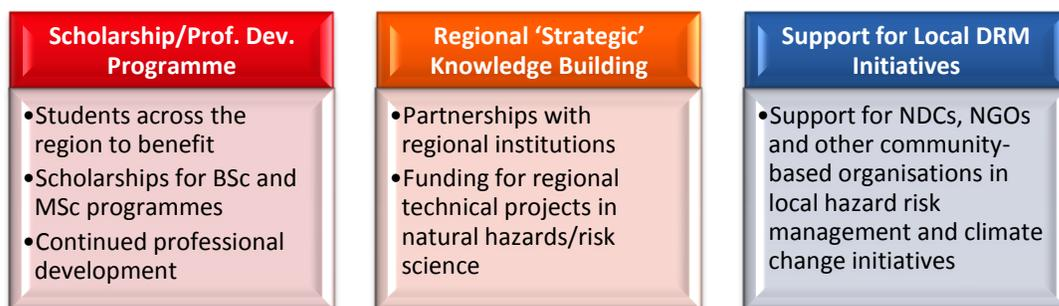 Scholarship/Prof. Dev.
Programme
•Students across the
region to benefit
•Scholarships for BSc and
MSc programmes
•Continued professional
development
Regional ‘Strategic’
Knowledge Building
•Partnerships with
regional institutions
•Funding for regional
technical projects in
natural hazards/risk
science
Support for Local DRM
Initiatives
•Support for NDCs, NGOs
and other community-
based organisations in
local hazard risk
management and climate
change initiatives